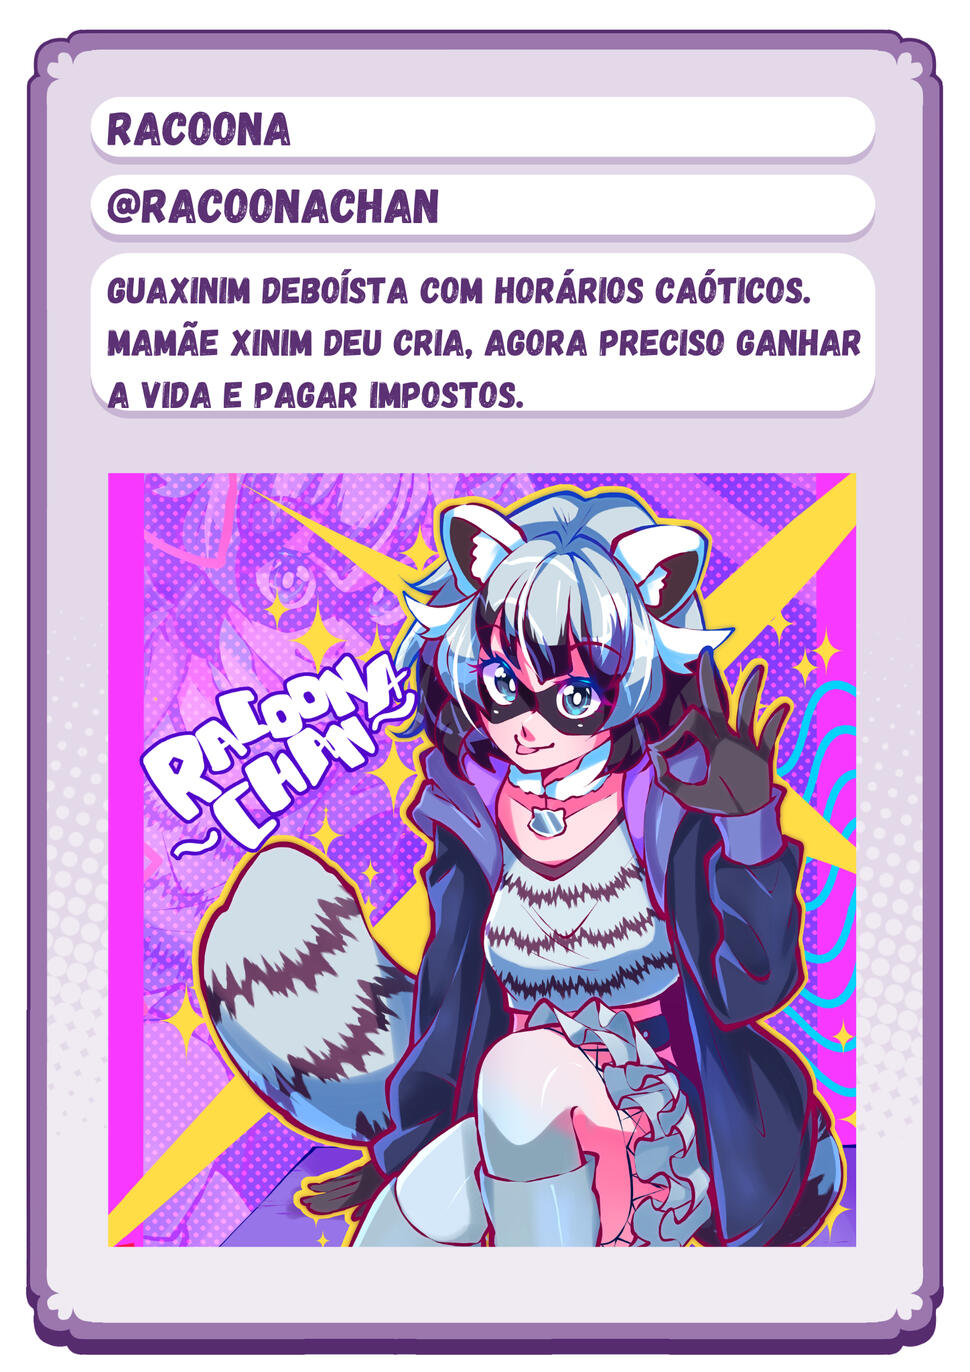 RACOONA
@RACOONACHAN
GUAXINIM DEBOÍSTA COM HORÁRIOS CAÓTICOS.
MAMÃE XINIM DEU CRIA, AGORA PRECISO GANHAR
A VIDA E PAGAR IMPOSTOS.
RACOONA
~CHAN~